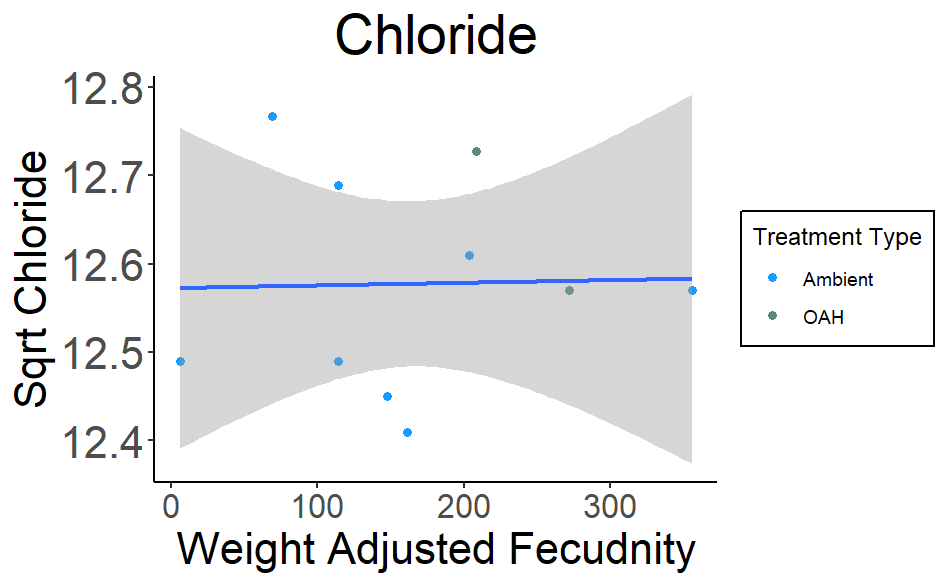 Chloride
Sqrt Chloride
12.8
12.7
12.6
12.5
12.4
0 100 200 300
Weight Adjusted Fecudnity
Treatment Type
Ambient
OAH